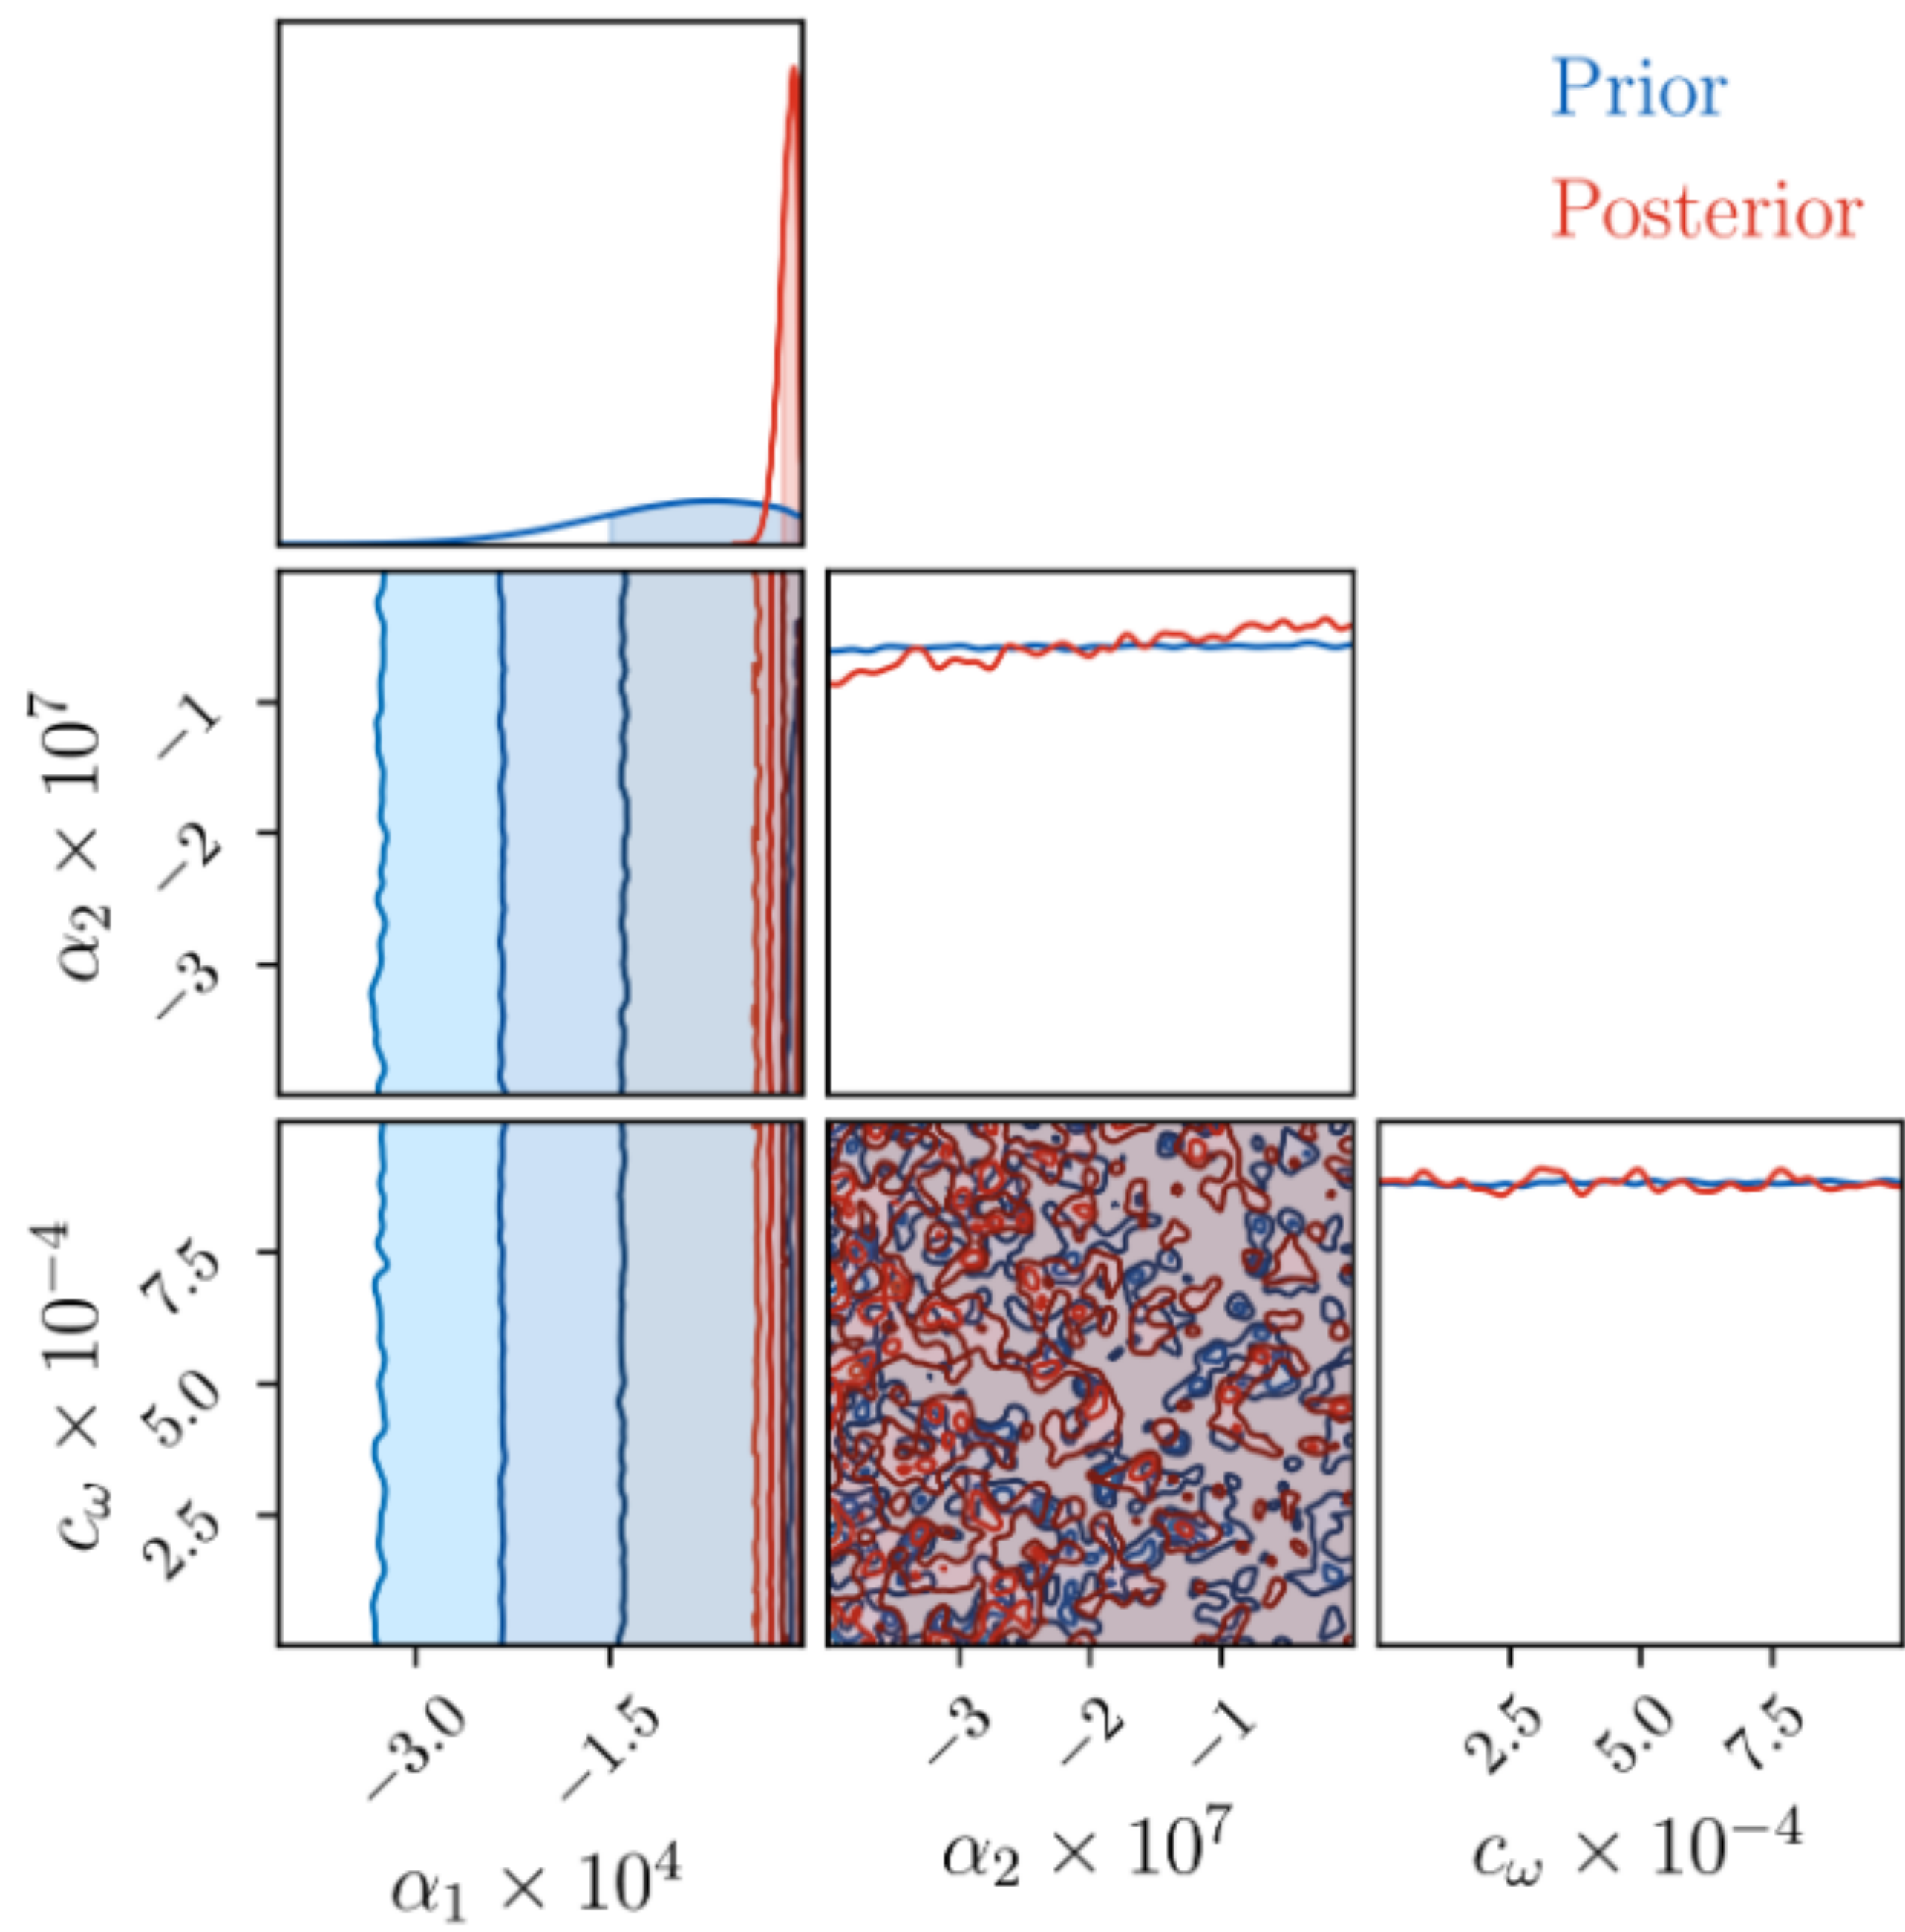 Prior
Posterior
α₂ × 10⁷
−1
−2
−3
c_ω × 10⁻⁴
7.5
5.0
2.5
−3.0 −1.5
−3 −2 −1
2.5 5.0 7.5
α₁ × 10⁴
α₂ × 10⁷
c_ω × 10⁻⁴